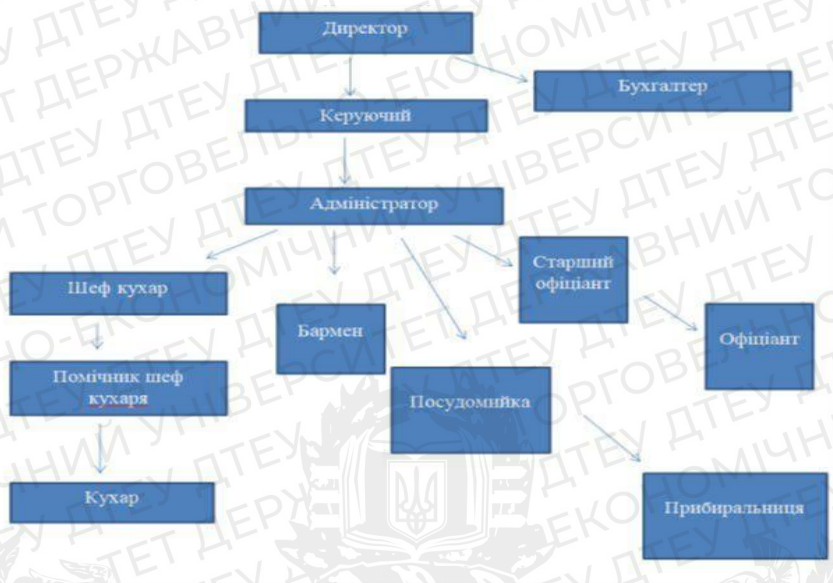 Директор
Бухгалтер
Керуючий
Адміністратор
Старший
офіціант
Шеф кухар
Бармен
Офіціант
Помічник шеф
кухаря
Посудомийка
Кухар
Прибиральниця